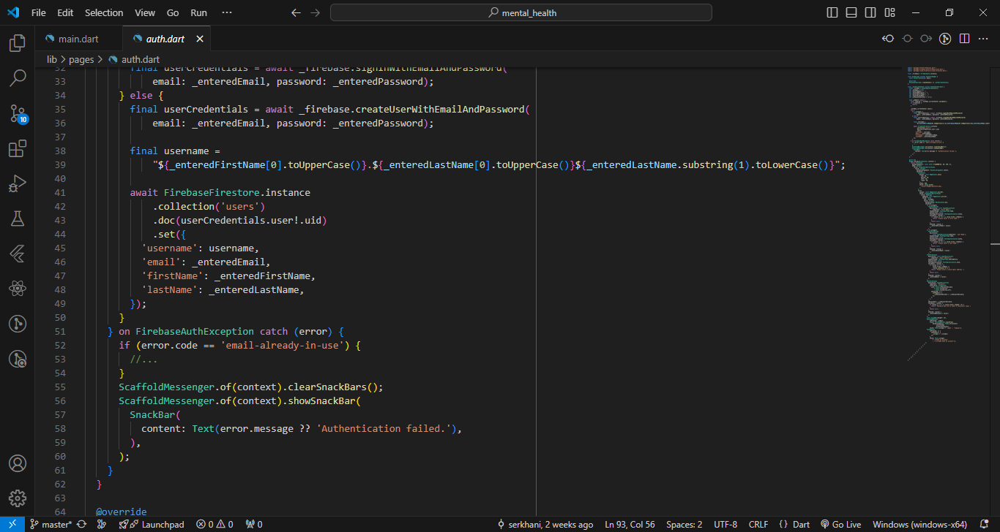 File Edit Selection View Go Run ···
mental_health
main.dart
auth.dart
lib > pages > auth.dart
32 final userCredentials = await _firebase.signInWithEmailAndPassword(
33 email: _enteredEmail, password: _enteredPassword);
34 } else {
35 final userCredentials = await _firebase.createUserWithEmailAndPassword(
36 email: _enteredEmail, password: _enteredPassword);
37
38 final username =
39 "${_enteredFirstName[0].toUpperCase()}.${_enteredLastName[0].toUpperCase()}${_enteredLastName.substring(1).toLowerCase()}";
40
41 await FirebaseFirestore.instance
42 .collection('users')
43 .doc(userCredentials.user!.uid)
44 .set({
45 'username': username,
46 'email': _enteredEmail,
47 'firstName': _enteredFirstName,
48 'lastName': _enteredLastName,
49 });
50 }
51 } on FirebaseAuthException catch (error) {
52 if (error.code == 'email-already-in-use') {
53 //...
54 }
55 ScaffoldMessenger.of(context).clearSnackBars();
56 ScaffoldMessenger.of(context).showSnackBar(
57 SnackBar(
58 content: Text(error.message ?? 'Authentication failed.'),
59 ),
60 );
61 }
62 }
63
64 @override
10
master* Launchpad 0 0 0 serkhani, 2 weeks ago Ln 93, Col 56 Spaces: 2 UTF-8 CRLF {} Dart Go Live Windows (windows-x64)